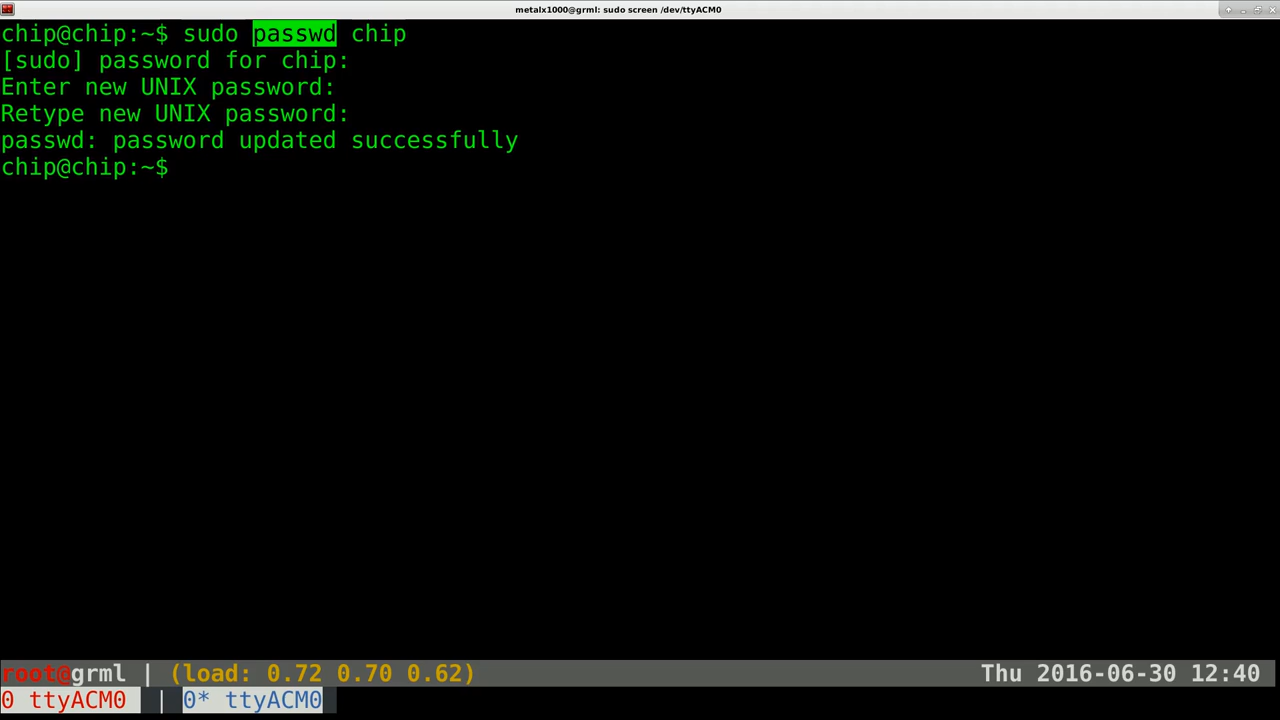 metalx1000@grml: sudo screen /dev/ttyACM0
chip@chip:~$ sudo passwd chip
[sudo] password for chip:
Enter new UNIX password:
Retype new UNIX password:
passwd: password updated successfully
chip@chip:~$
root@grml | (load: 0.72 0.70 0.62) Thu 2016-06-30 12:40
0 ttyACM0 | 0* ttyACM0